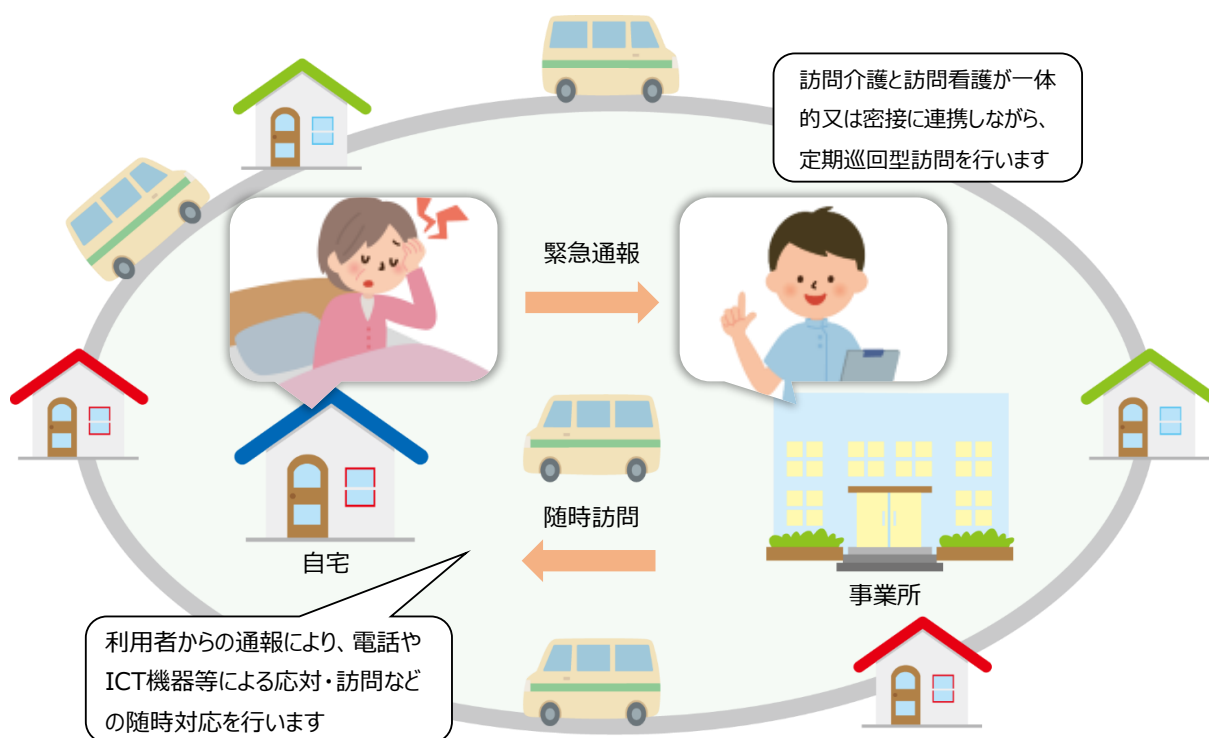 訪問介護と訪問看護が一体
的又は密接に連携しながら、
定期巡回型訪問を行います
緊急通報
随時訪問
自宅
事業所
利用者からの通報により、電話や
ICT機器等による応対・訪問など
の随時対応を行います